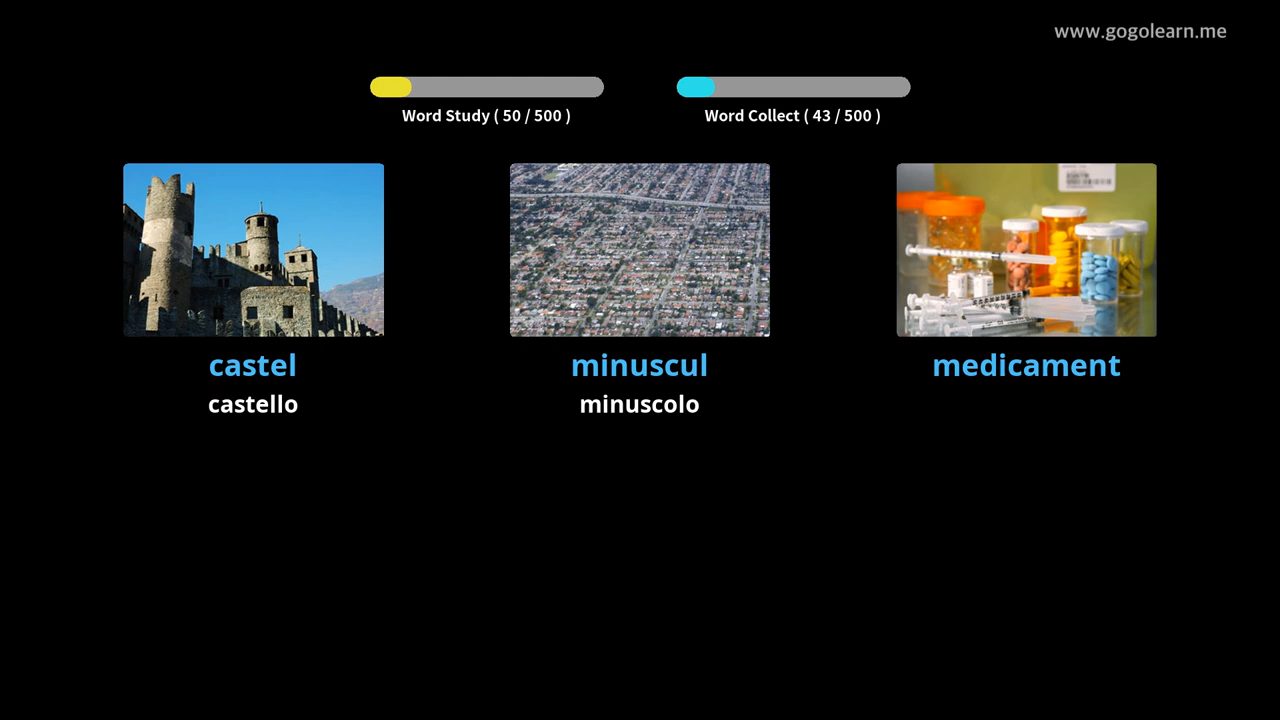 www.gogolearn.me
Word Study ( 50 / 500 )
Word Collect ( 43 / 500 )
castel
castello
minuscul
minuscolo
medicament